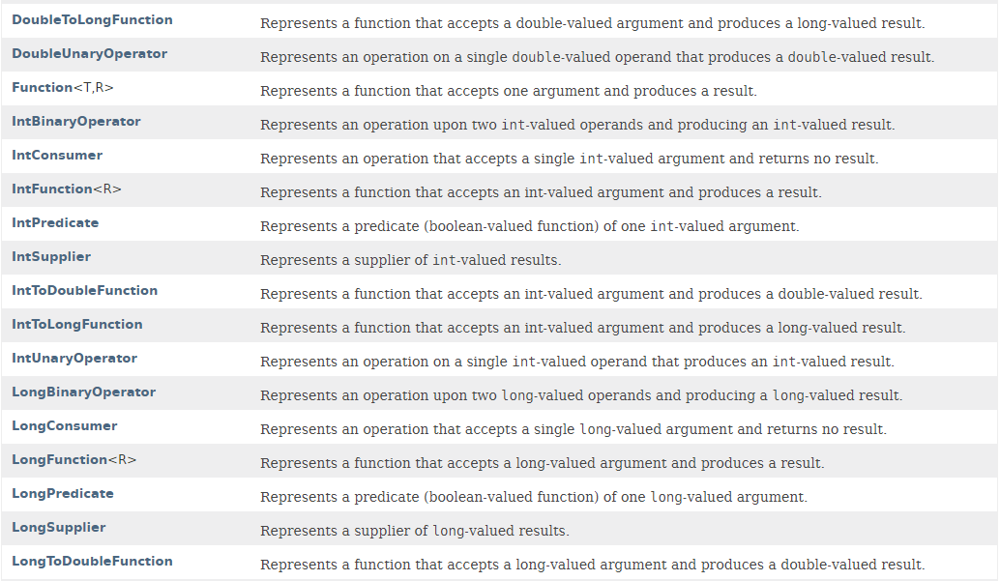 DoubleToLongFunction Represents a function that accepts a double-valued argument and produces a long-valued result.
DoubleUnaryOperator Represents an operation on a single double-valued operand that produces a double-valued result.
Function<T,R> Represents a function that accepts one argument and produces a result.
IntBinaryOperator Represents an operation upon two int-valued operands and producing an int-valued result.
IntConsumer Represents an operation that accepts a single int-valued argument and returns no result.
IntFunction<R> Represents a function that accepts an int-valued argument and produces a result.
IntPredicate Represents a predicate (boolean-valued function) of one int-valued argument.
IntSupplier Represents a supplier of int-valued results.
IntToDoubleFunction Represents a function that accepts an int-valued argument and produces a double-valued result.
IntToLongFunction Represents a function that accepts an int-valued argument and produces a long-valued result.
IntUnaryOperator Represents an operation on a single int-valued operand that produces an int-valued result.
LongBinaryOperator Represents an operation upon two long-valued operands and producing a long-valued result.
LongConsumer Represents an operation that accepts a single long-valued argument and returns no result.
LongFunction<R> Represents a function that accepts a long-valued argument and produces a result.
LongPredicate Represents a predicate (boolean-valued function) of one long-valued argument.
LongSupplier Represents a supplier of long-valued results.
LongToDoubleFunction Represents a function that accepts a long-valued argument and produces a double-valued result.